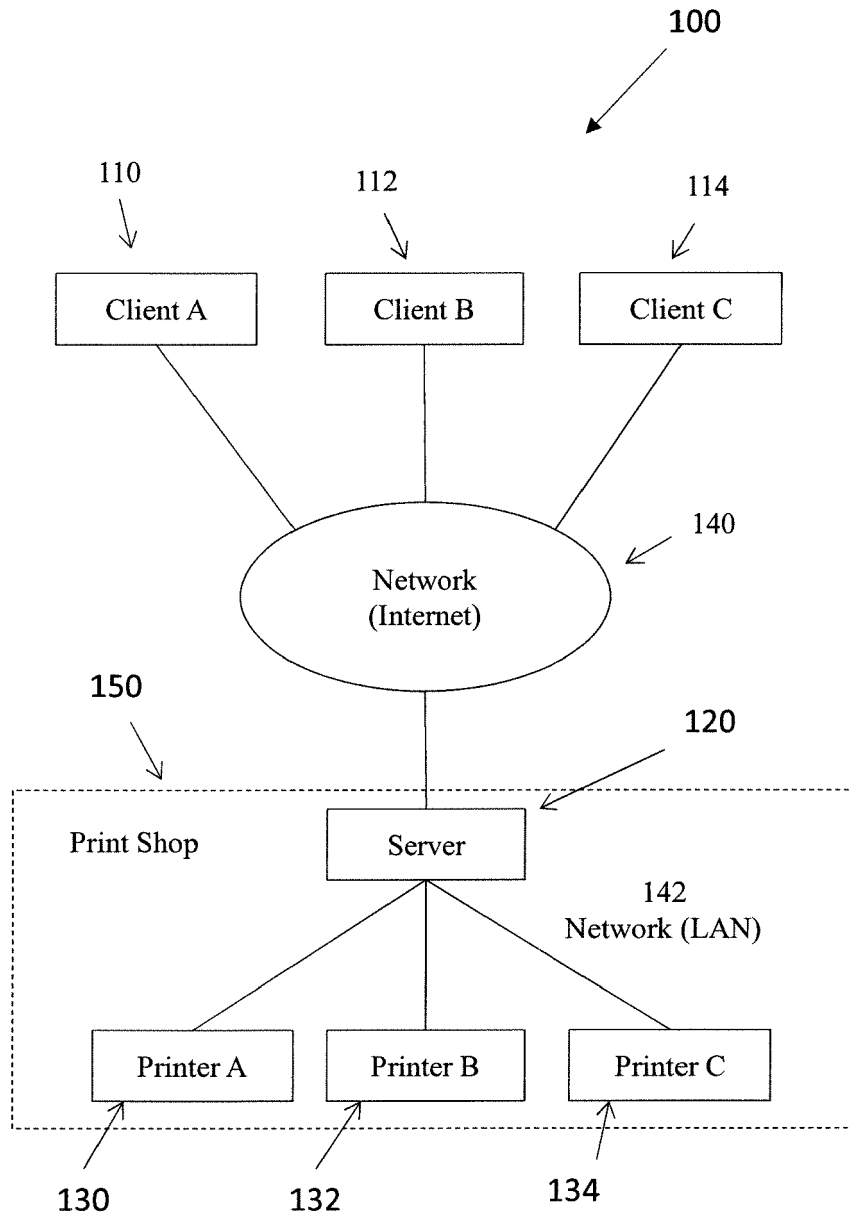 100
110
112
114
Client A
Client B
Client C
140
Network
(Internet)
150
120
Print Shop
Server
142
Network (LAN)
Printer A
Printer B
Printer C
130
132
134